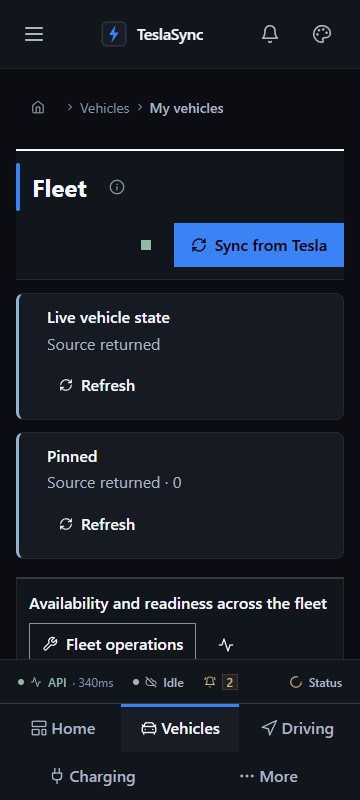 TeslaSync
Vehicles My vehicles
Fleet
Sync from Tesla
Live vehicle state
Source returned
Refresh
Pinned
Source returned · 0
Refresh
Availability and readiness across the fleet
Fleet operations
API · 340ms Idle 2 Status
Home Vehicles Driving
Charging More